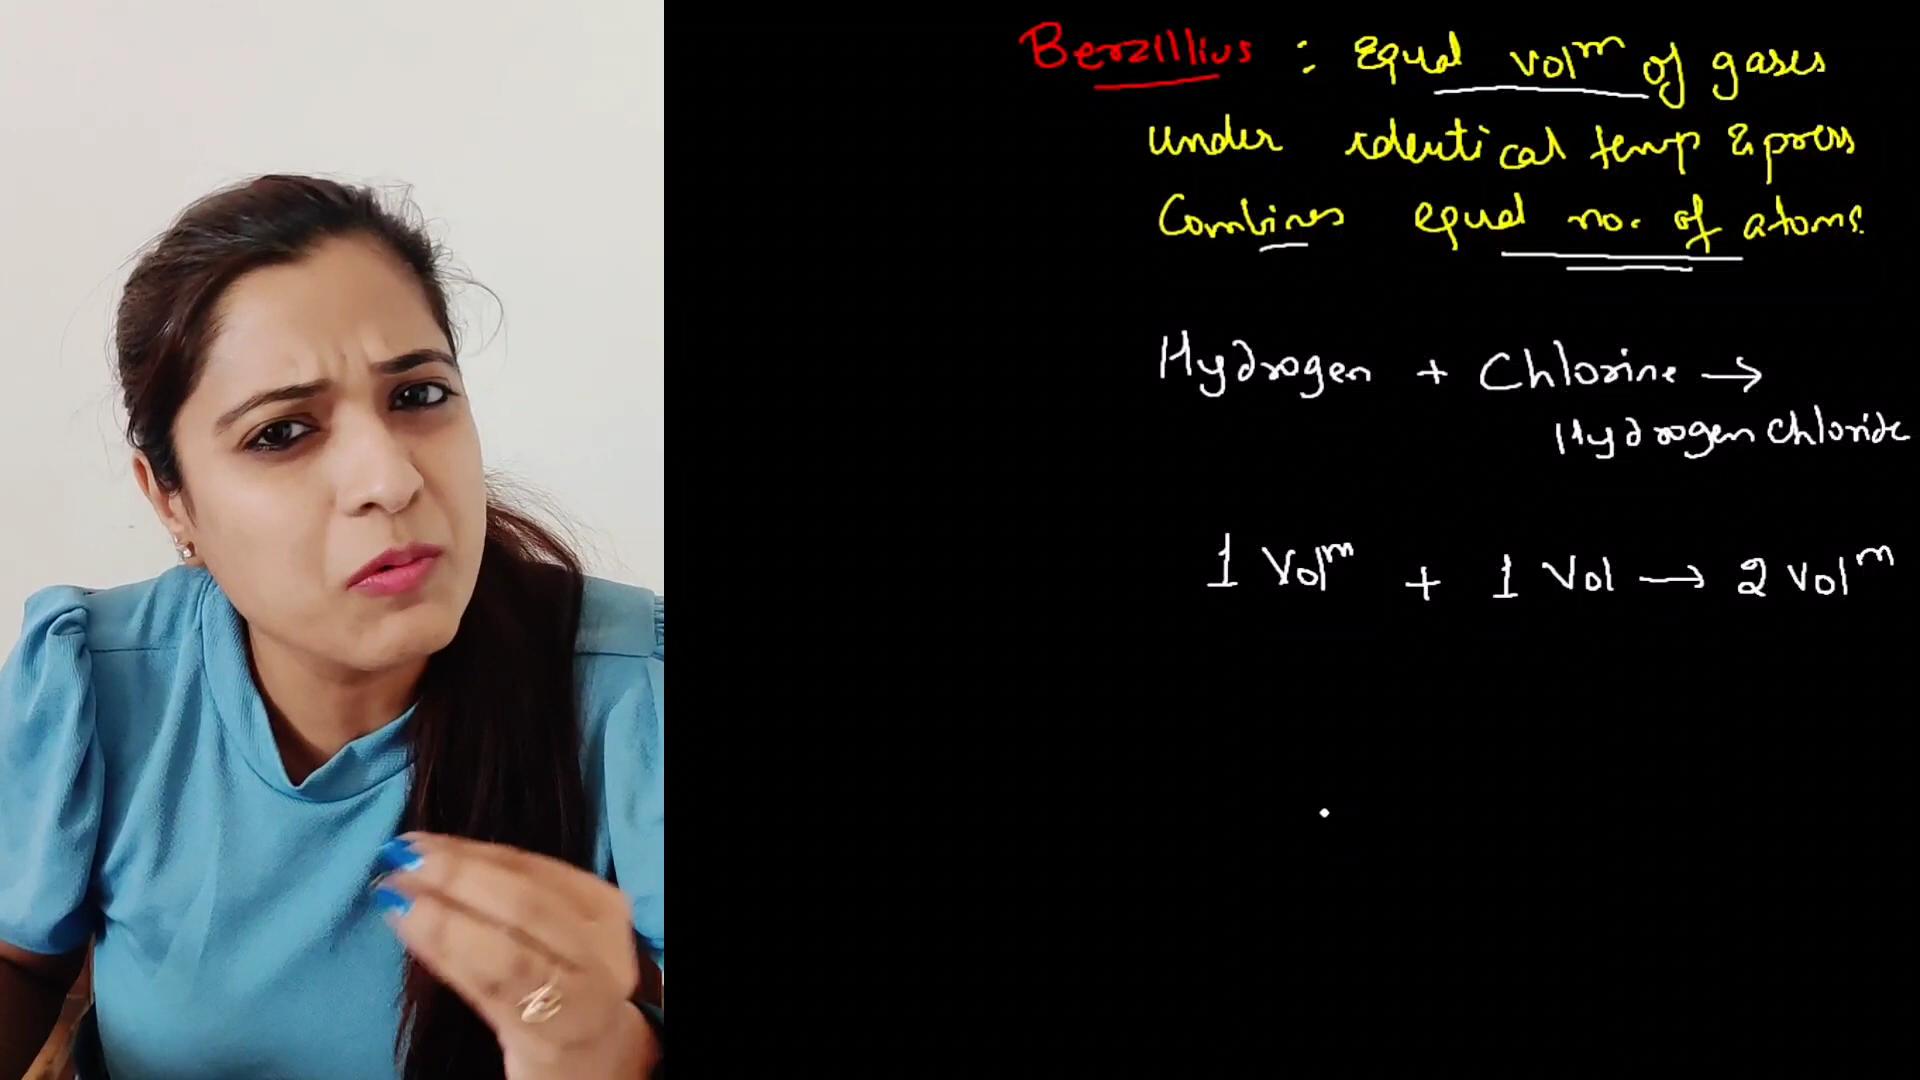 Berzillius : Equal volm of gases
under identical temp & press
Combines equal no. of atoms.
Hydrogen + Chlorine →
Hydrogen chloride
1 Volm + 1 Vol → 2 volm